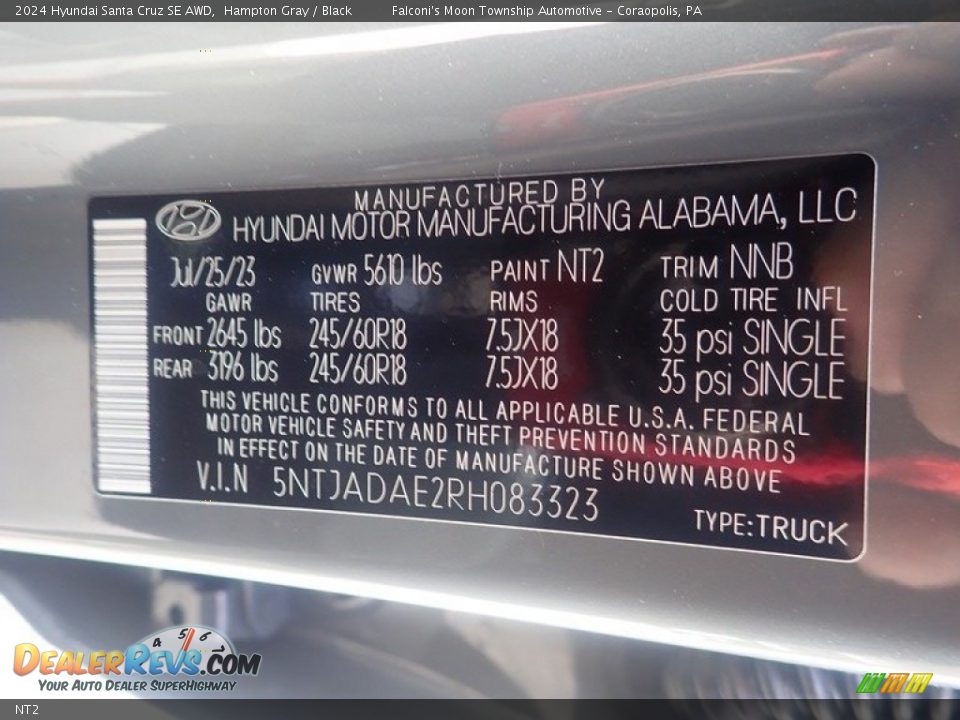 2024 Hyundai Santa Cruz SE AWD, Hampton Gray / Black Falconi's Moon Township Automotive - Coraopolis, PA
MANUFACTURED BY
HYUNDAI MOTOR MANUFACTURING ALABAMA, LLC
Jul/25/23 GVWR 5610 lbs PAINT NT2 TRIM NNB
GAWR TIRES RIMS COLD TIRE INFL
FRONT 2645 lbs 245/60R18 7.5JX18 35 psi SINGLE
REAR 3196 lbs 245/60R18 7.5JX18 35 psi SINGLE
THIS VEHICLE CONFORMS TO ALL APPLICABLE U.S.A. FEDERAL
MOTOR VEHICLE SAFETY AND THEFT PREVENTION STANDARDS
IN EFFECT ON THE DATE OF MANUFACTURE SHOWN ABOVE
V.I.N 5NTJADAE2RH083323
TYPE:TRUCK
4 5 6
DEALERREVS.COM
YOUR AUTO DEALER SUPERHIGHWAY
NT2